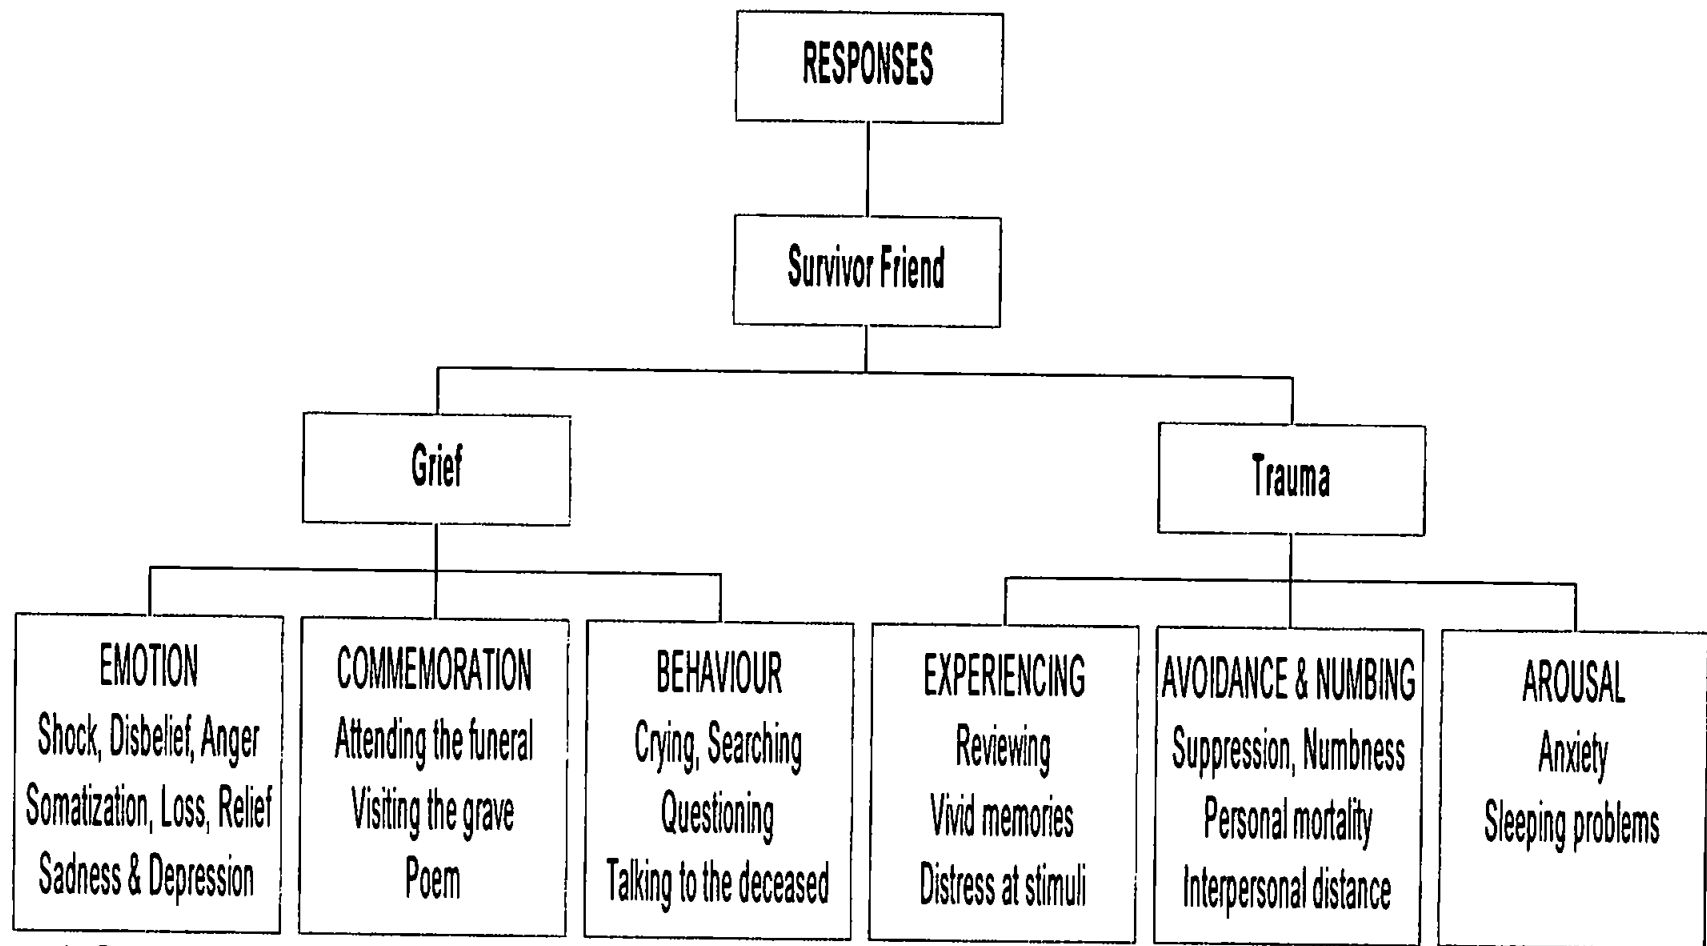 RESPONSES
Survivor Friend
Grief
Trauma
EMOTION
Shock, Disbelief, Anger
Somatization, Loss, Relief
Sadness & Depression
COMMEMORATION
Attending the funeral
Visiting the grave
Poem
BEHAVIOUR
Crying, Searching
Questioning
Talking to the deceased
EXPERIENCING
Reviewing
Vivid memories
Distress at stimuli
AVOIDANCE & NUMBING
Suppression, Numbness
Personal mortality
Interpersonal distance
AROUSAL
Anxiety
Sleeping problems